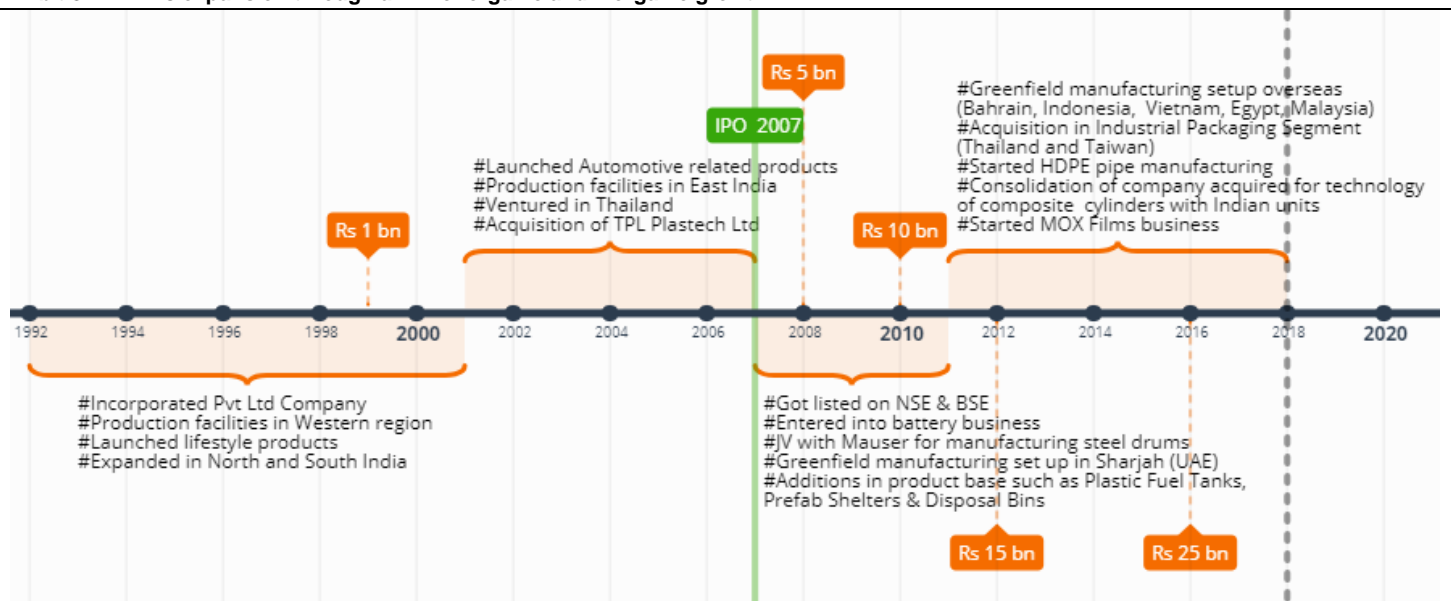 Rs 5 bn
#Greenfield manufacturing setup overseas
(Bahrain, Indonesia, Vietnam, Egypt, Malaysia)
#Acquisition in Industrial Packaging Segment
(Thailand and Taiwan)
#Started HDPE pipe manufacturing
#Consolidation of company acquired for technology
of composite cylinders with Indian units
#Started MOX Films business
IPO 2007
#Launched Automotive related products
#Production facilities in East India
#Ventured in Thailand
#Acquisition of TPL Plastech Ltd
Rs 1 bn
Rs 10 bn
1992 1994 1996 1998 2000 2002 2004 2006 2008 2010 2012 2014 2016 2018 2020
#Incorporated Pvt Ltd Company
#Production facilities in Western region
#Launched lifestyle products
#Expanded in North and South India
#Got listed on NSE & BSE
#Entered into battery business
#JV with Mauser for manufacturing steel drums
#Greenfield manufacturing set up in Sharjah (UAE)
#Additions in product base such as Plastic Fuel Tanks,
Prefab Shelters & Disposal Bins
Rs 15 bn
Rs 25 bn